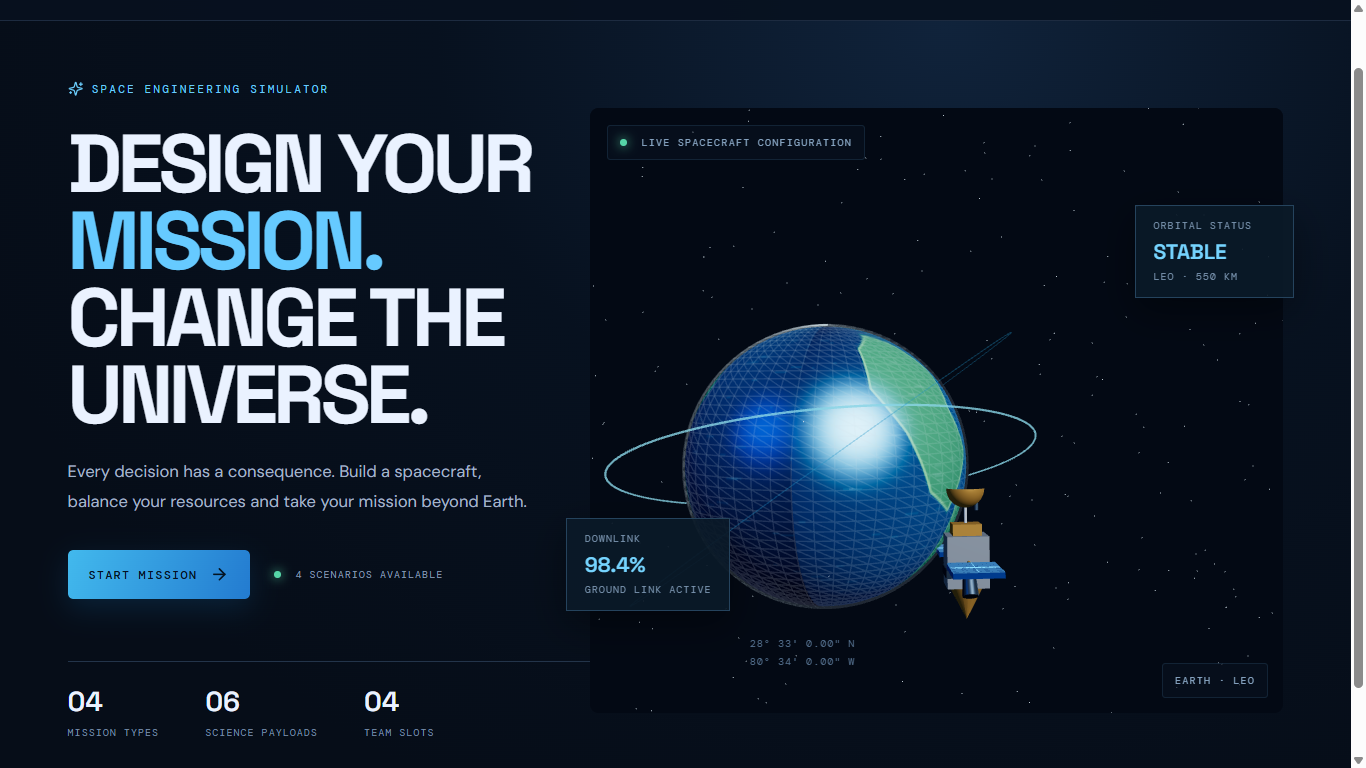 SPACE ENGINEERING SIMULATOR
DESIGN YOUR
MISSION.
CHANGE THE
UNIVERSE.
Every decision has a consequence. Build a spacecraft,
balance your resources and take your mission beyond Earth.
START MISSION
4 SCENARIOS AVAILABLE
04
MISSION TYPES
06
SCIENCE PAYLOADS
04
TEAM SLOTS
LIVE SPACECRAFT CONFIGURATION
ORBITAL STATUS
STABLE
LEO · 550 KM
DOWNLINK
98.4%
GROUND LINK ACTIVE
28° 33′ 0.00″ N
80° 34′ 0.00″ W
EARTH · LEO